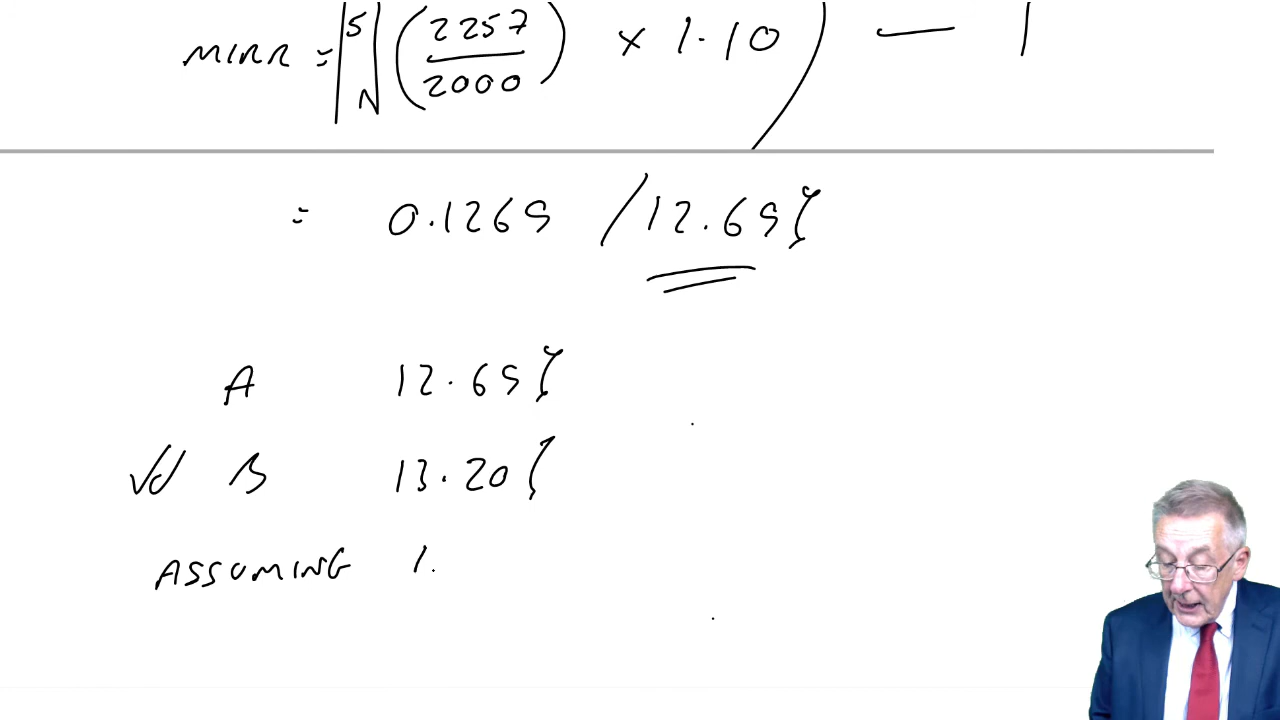 MIRR = ⁵√(2257/2000) × 1.10) — 1
= 0.1269 / 12.69%
A 12.69%
✓ B 13.20%
ASSUMING 1.